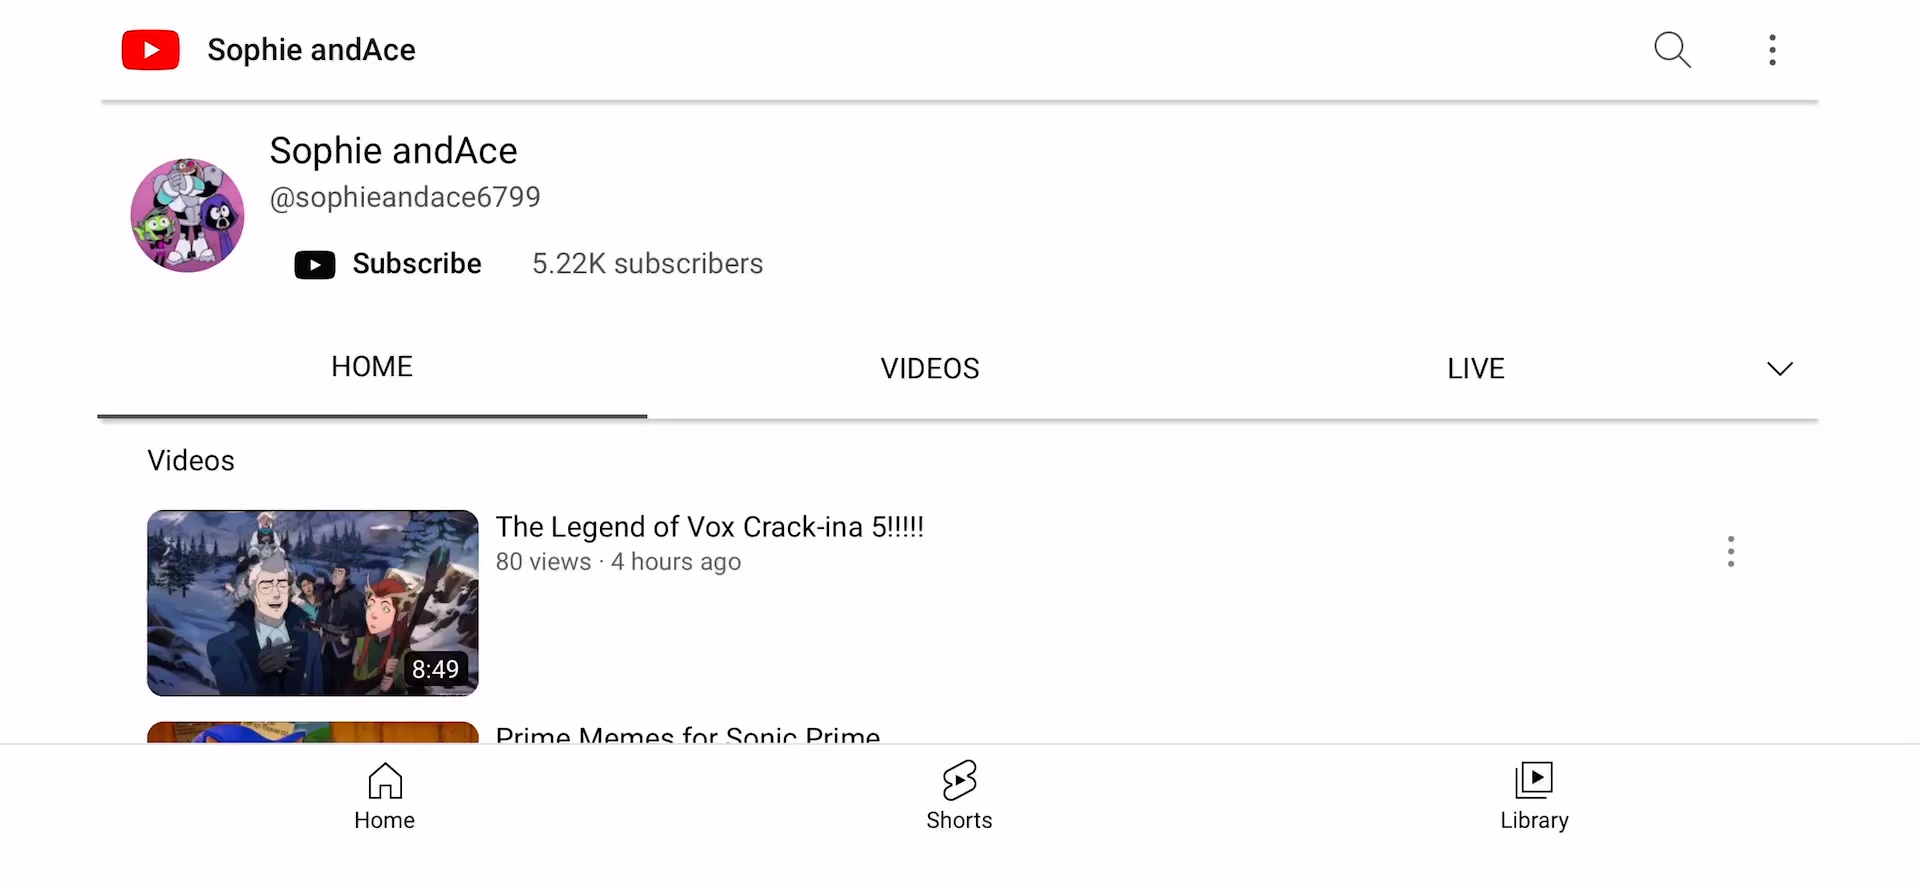 Sophie andAce
Sophie andAce
@sophieandace6799
Subscribe 5.22K subscribers
HOME VIDEOS LIVE
Videos
The Legend of Vox Crack-ina 5!!!!!
80 views · 4 hours ago
8:49
Prime Memes for Sonic Prime
Home Shorts Library